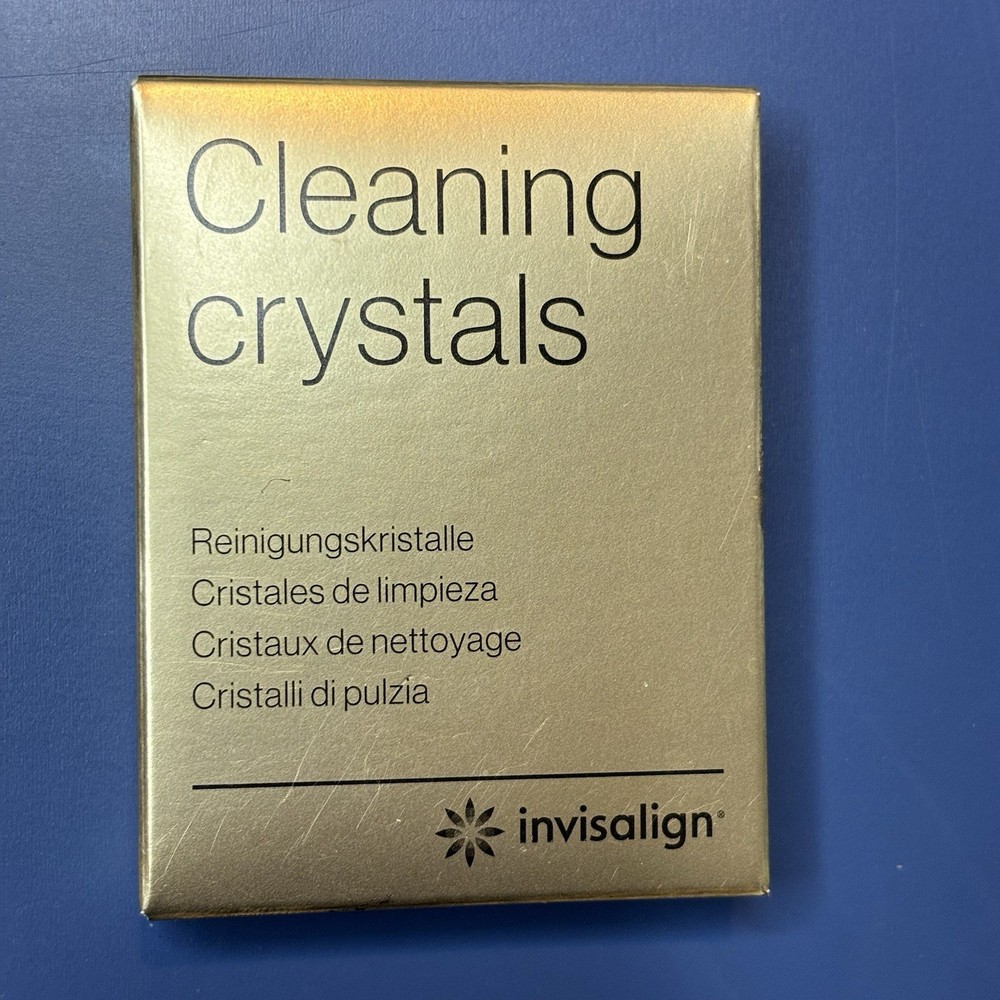 Cleaning
crystals
Reinigungskristalle
Cristales de limpieza
Cristaux de nettoyage
Cristalli di pulzia
invisalign®